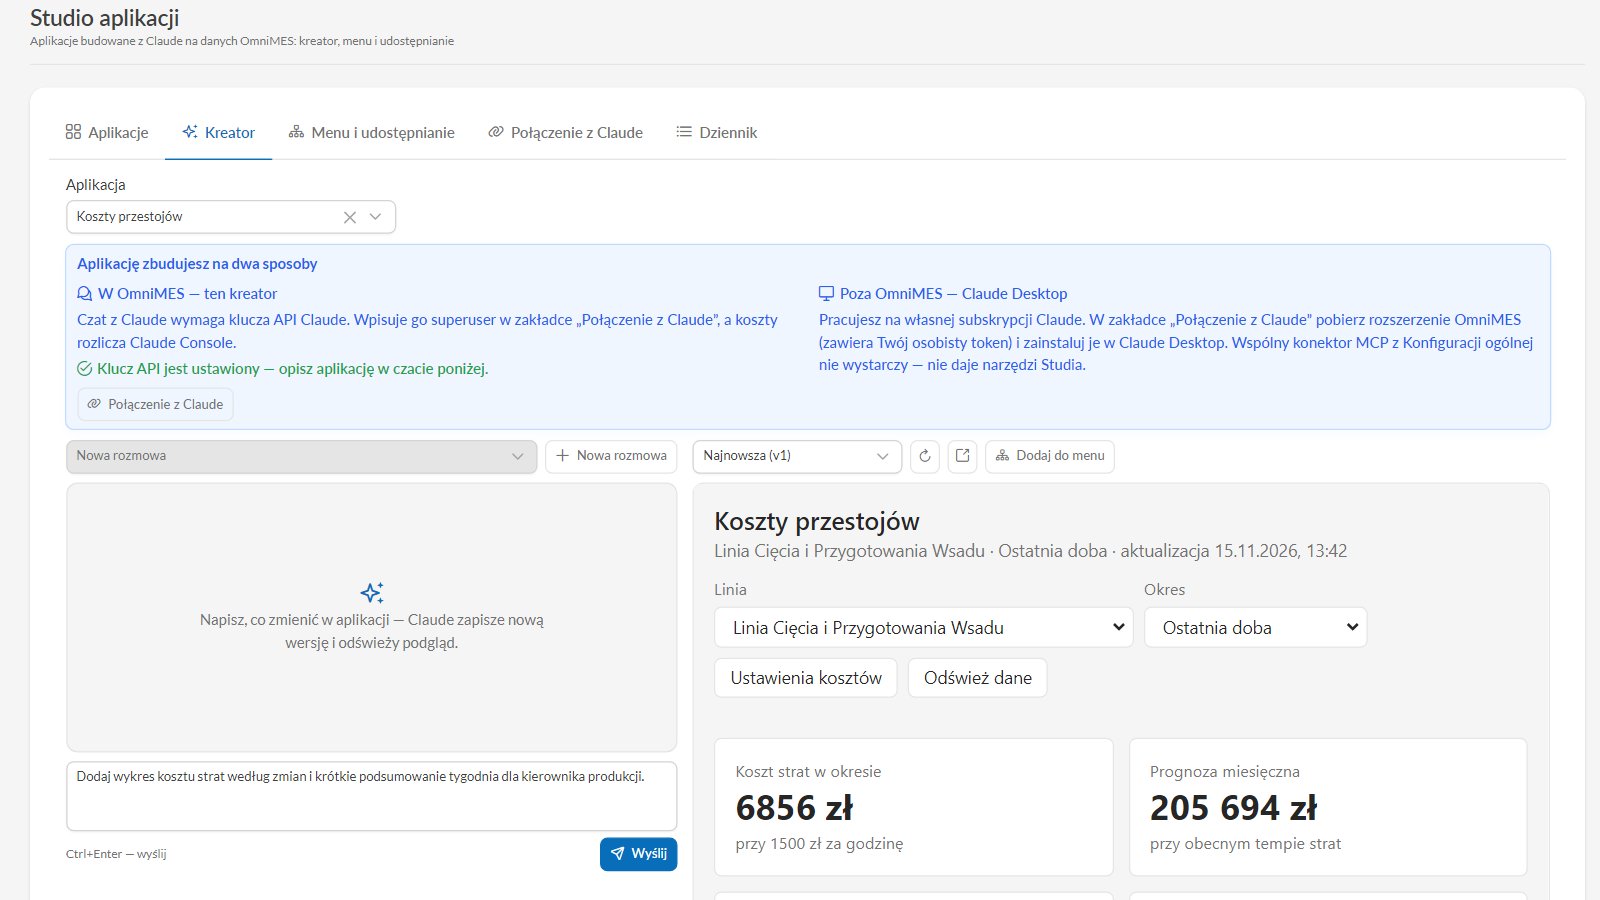 Studio aplikacji
Aplikacje budowane z Claude na danych OmniMES: kreator, menu i udostępnianie
Aplikacje
Kreator
Menu i udostępnianie
Połączenie z Claude
Dziennik
Aplikacja
Koszty przestojów
Aplikację zbudujesz na dwa sposoby
W OmniMES — ten kreator
Czat z Claude wymaga klucza API Claude. Wpisuje go superuser w zakładce „Połączenie z Claude”, a koszty
rozlicza Claude Console.
Klucz API jest ustawiony — opisz aplikację w czacie poniżej.
Połączenie z Claude
Poza OmniMES — Claude Desktop
Pracujesz na własnej subskrypcji Claude. W zakładce „Połączenie z Claude” pobierz rozszerzenie OmniMES
(zawiera Twój osobisty token) i zainstaluj je w Claude Desktop. Wspólny konektor MCP z Konfiguracji ogólnej
nie wystarczy — nie daje narzędzi Studia.
Nowa rozmowa
Nowa rozmowa
Najnowsza (v1)
Dodaj do menu
Napisz, co zmienić w aplikacji — Claude zapisze nową
wersję i odświeży podgląd.
Dodaj wykres kosztu strat według zmian i krótkie podsumowanie tygodnia dla kierownika produkcji.
Ctrl+Enter — wyślij
Wyślij
Koszty przestojów
Linia Cięcia i Przygotowania Wsadu · Ostatnia doba · aktualizacja 15.11.2026, 13:42
Linia
Okres
Linia Cięcia i Przygotowania Wsadu
Ostatnia doba
Ustawienia kosztów
Odśwież dane
Koszt strat w okresie
6856 zł
przy 1500 zł za godzinę
Prognoza miesięczna
205 694 zł
przy obecnym tempie strat